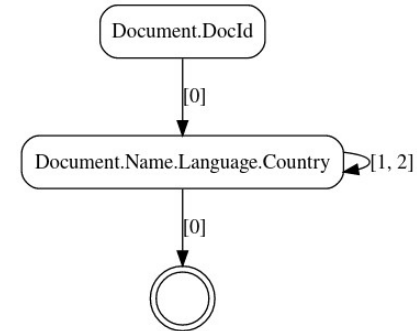 Document.DocId
[0]
Document.Name.Language.Country
[1, 2]
[0]